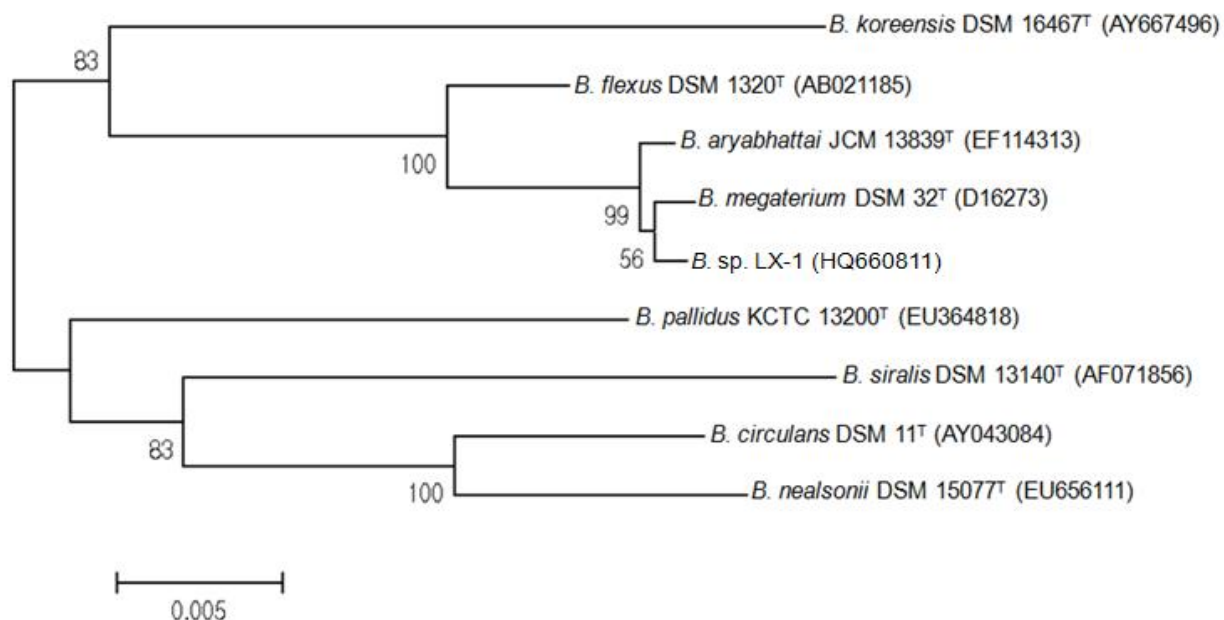 B. koreensis DSM 16467ᵀ (AY667496)
83
B. flexus DSM 1320ᵀ (AB021185)
B. aryabhattai JCM 13839ᵀ (EF114313)
100
B. megaterium DSM 32ᵀ (D16273)
99
56
B. sp. LX-1 (HQ660811)
B. pallidus KCTC 13200ᵀ (EU364818)
B. siralis DSM 13140ᵀ (AF071856)
B. circulans DSM 11ᵀ (AY043084)
83
100
B. nealsonii DSM 15077ᵀ (EU656111)
0.005